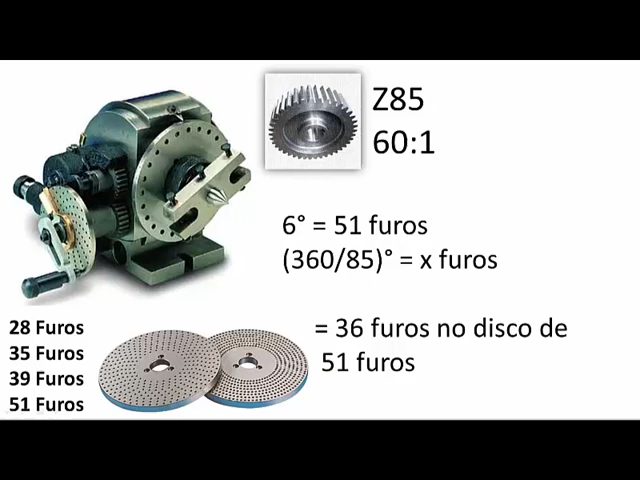 Z85
60:1
6° = 51 furos
(360/85)° = x furos
28 Furos
35 Furos
39 Furos
51 Furos
= 36 furos no disco de
51 furos